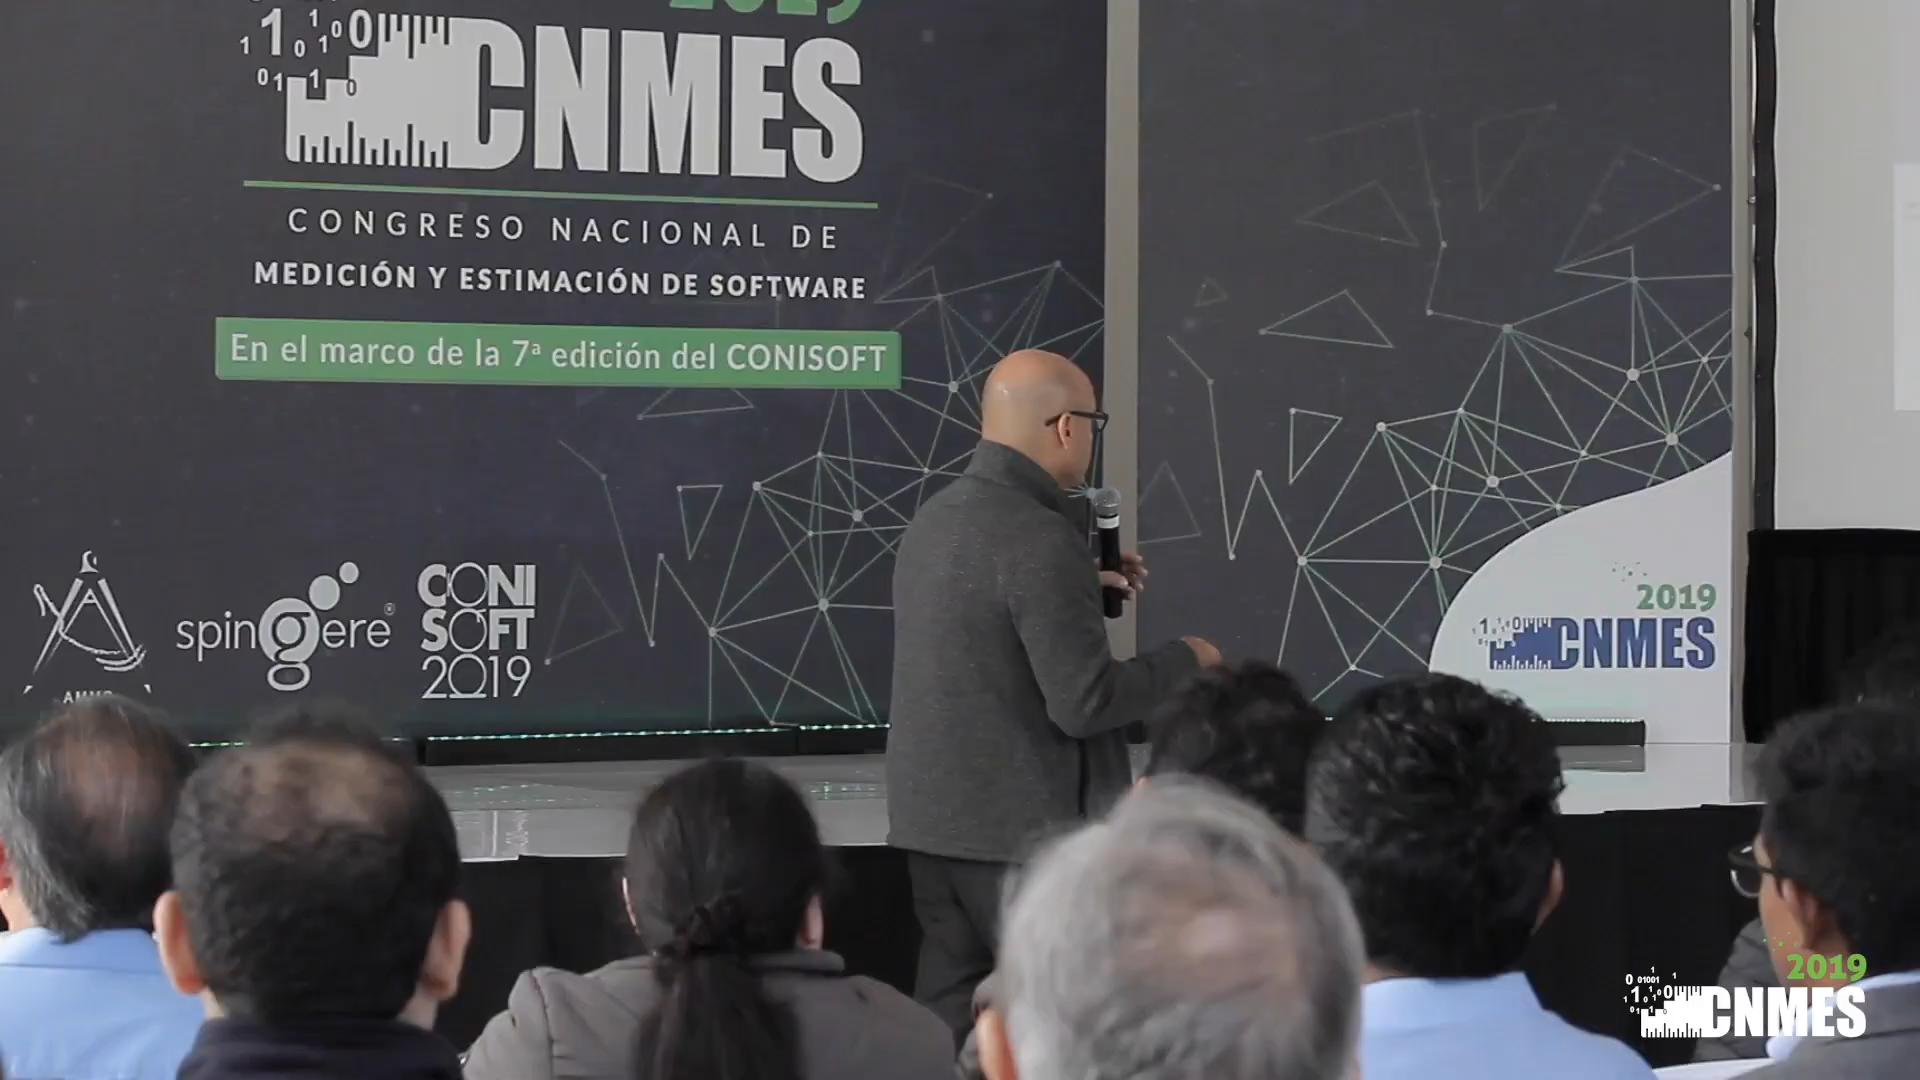 2019
CNMES
CONGRESO NACIONAL DE
MEDICIÓN Y ESTIMACIÓN DE SOFTWARE
En el marco de la 7ª edición del CONISOFT
spingere®
CONI
SOFT
2019
2019
CNMES
2019
CNMES